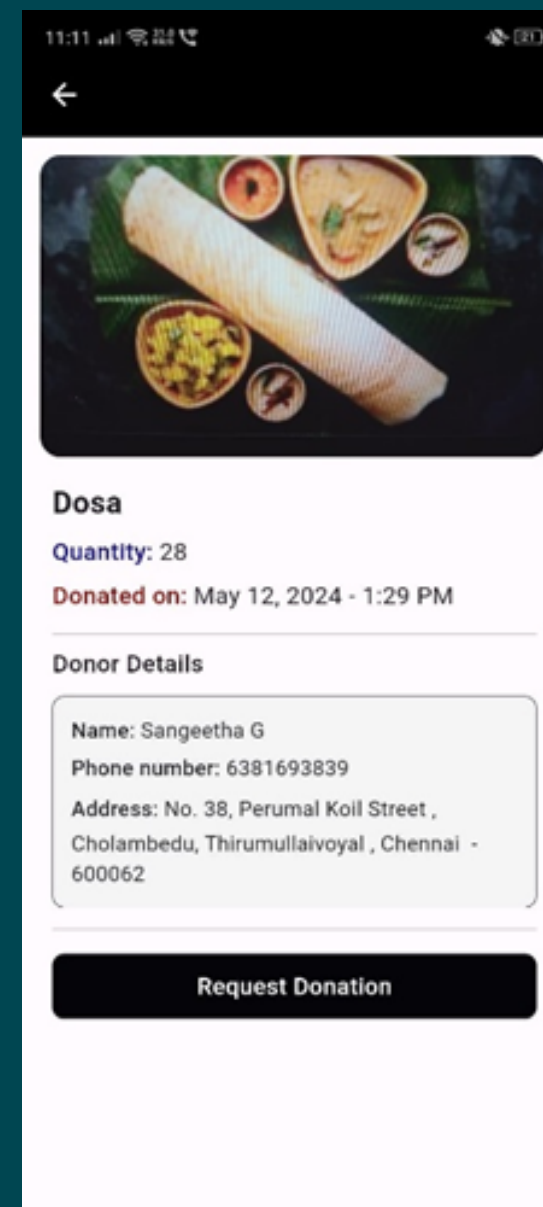 11:11
Dosa
Quantity: 28
Donated on: May 12, 2024 - 1:29 PM
Donor Details
Name: Sangeetha G
Phone number: 6381693839
Address: No. 38, Perumal Koil Street ,
Cholambedu, Thirumullaivoyal , Chennai -
600062
Request Donation